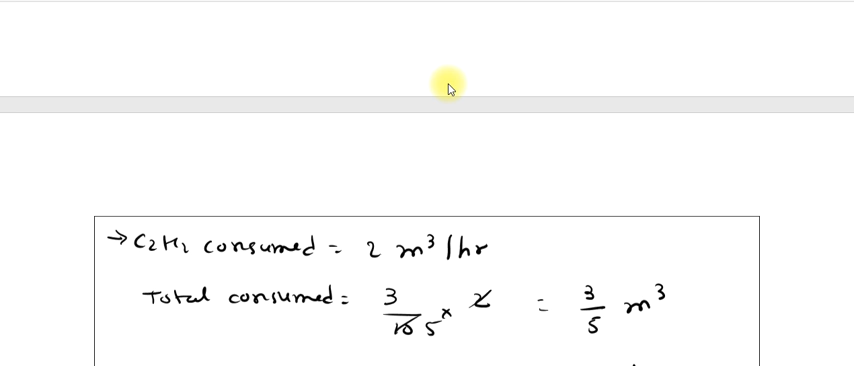 → C2H2 consumed = 2 m³/hr
Total consumed = 3/10 5 × 2 = 3/5 m³